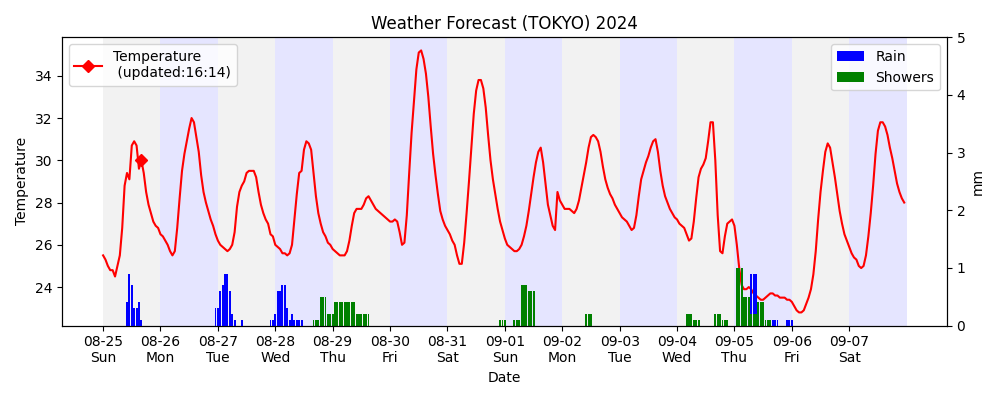 Weather Forecast (TOKYO) 2024
Temperature
(updated:16:14)
Rain
Showers
Temperature
34
32
30
28
26
24
5
4
3
2
1
0
mm
08-25 08-26 08-27 08-28 08-29 08-30 08-31 09-01 09-02 09-03 09-04 09-05 09-06 09-07
Sun Mon Tue Wed Thu Fri Sat Sun Mon Tue Wed Thu Fri Sat
Date